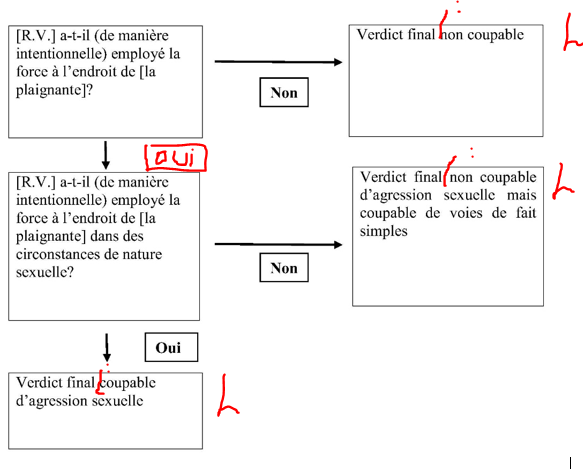 [R.V.] a-t-il (de manière
intentionnelle) employé la
force à l'endroit de [la
plaignante]?
Non
Verdict final non coupable
OUI
[R.V.] a-t-il (de manière
intentionnelle) employé la
force à l'endroit de [la
plaignante] dans des
circonstances de nature
sexuelle?
Non
Verdict final non coupable
d'agression sexuelle mais
coupable de voies de fait
simples
Oui
Verdict final coupable
d'agression sexuelle